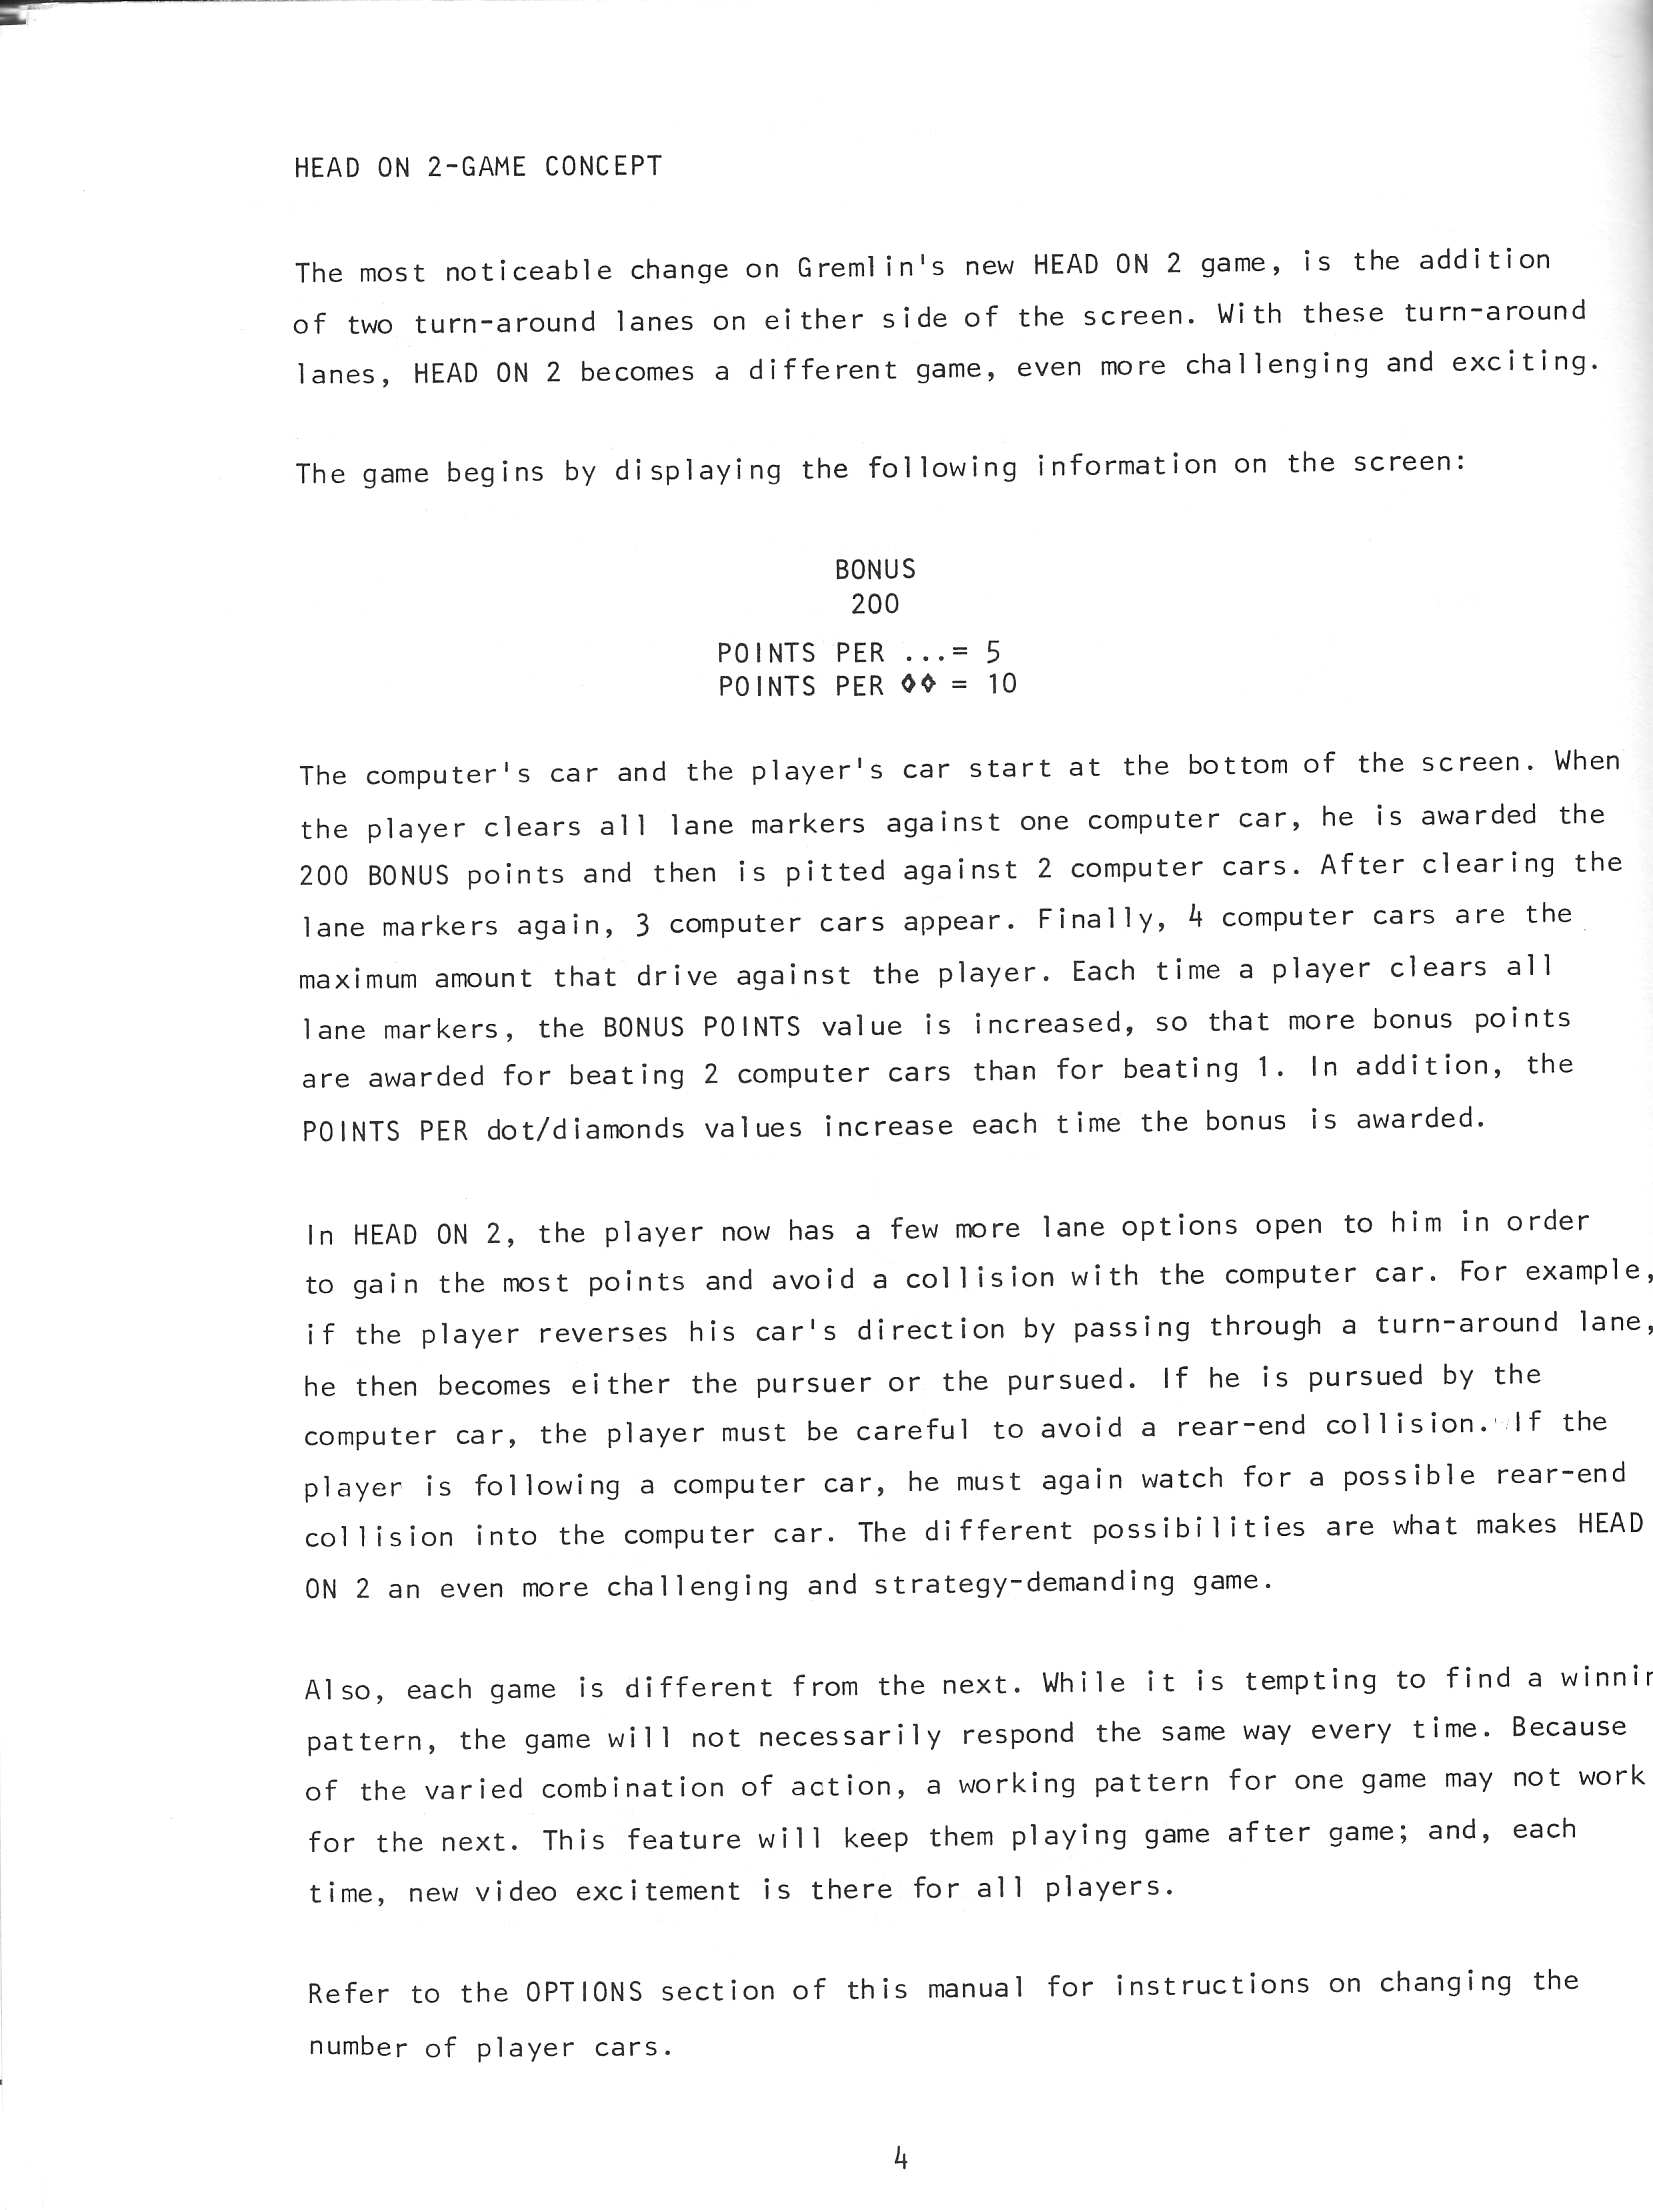 HEAD ON 2-GAME CONCEPT
The most noticeable change on Gremlin's new HEAD ON 2 game, is the addition
of two turn-around lanes on either side of the screen. With these turn-around
lanes, HEAD ON 2 becomes a different game, even more challenging and exciting.
The game begins by displaying the following information on the screen:
BONUS
200
POINTS PER ...= 5
POINTS PER ◊◊ = 10
The computer's car and the player's car start at the bottom of the screen. When
the player clears all lane markers against one computer car, he is awarded the
200 BONUS points and then is pitted against 2 computer cars. After clearing the
lane markers again, 3 computer cars appear. Finally, 4 computer cars are the
maximum amount that drive against the player. Each time a player clears all
lane markers, the BONUS POINTS value is increased, so that more bonus points
are awarded for beating 2 computer cars than for beating 1. In addition, the
POINTS PER dot/diamonds values increase each time the bonus is awarded.
In HEAD ON 2, the player now has a few more lane options open to him in order
to gain the most points and avoid a collision with the computer car. For example,
if the player reverses his car's direction by passing through a turn-around lane,
he then becomes either the pursuer or the pursued. If he is pursued by the
computer car, the player must be careful to avoid a rear-end collision. If the
player is following a computer car, he must again watch for a possible rear-end
collision into the computer car. The different possibilities are what makes HEAD
ON 2 an even more challenging and strategy-demanding game.
Also, each game is different from the next. While it is tempting to find a
pattern, the game will not necessarily respond the same way every time. Because
of the varied combination of action, a working pattern for one game may not work
for the next. This feature will keep them playing game after game; and, each
time, new video excitement is there for all players.
Refer to the OPTIONS section of this manual for instructions on changing the
number of player cars.
4